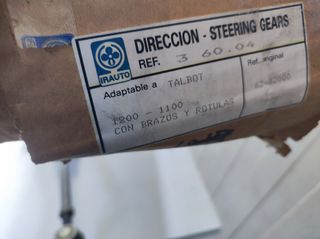 IRAUTO
DIRECCION - STEERING GEARS
REF. 3 60.04
Adaptable a TALBOT
Ref. original
1200 - 1100
CON BRAZOS Y ROTULAS